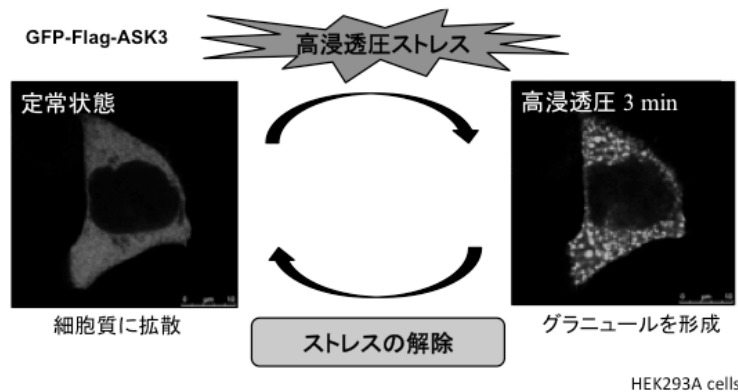 GFP-Flag-ASK3
高浸透圧ストレス
定常状態
高浸透圧 3 min
細胞質に拡散
グラニュールを形成
ストレスの解除
HEK293A cells